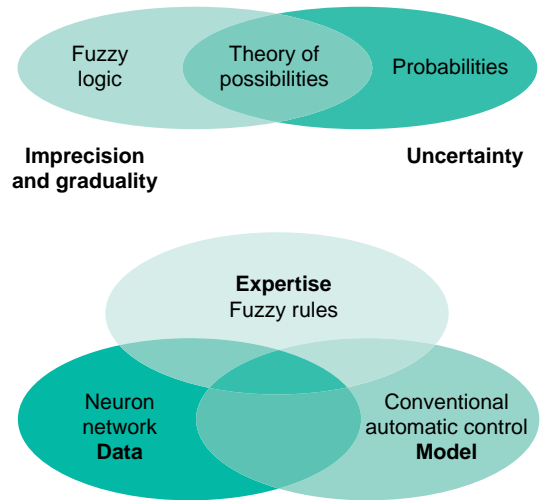 Fuzzy
logic
Theory of
possibilities
Probabilities
Imprecision
and graduality
Uncertainty
Expertise
Fuzzy rules
Neuron
network
Data
Conventional
automatic control
Model